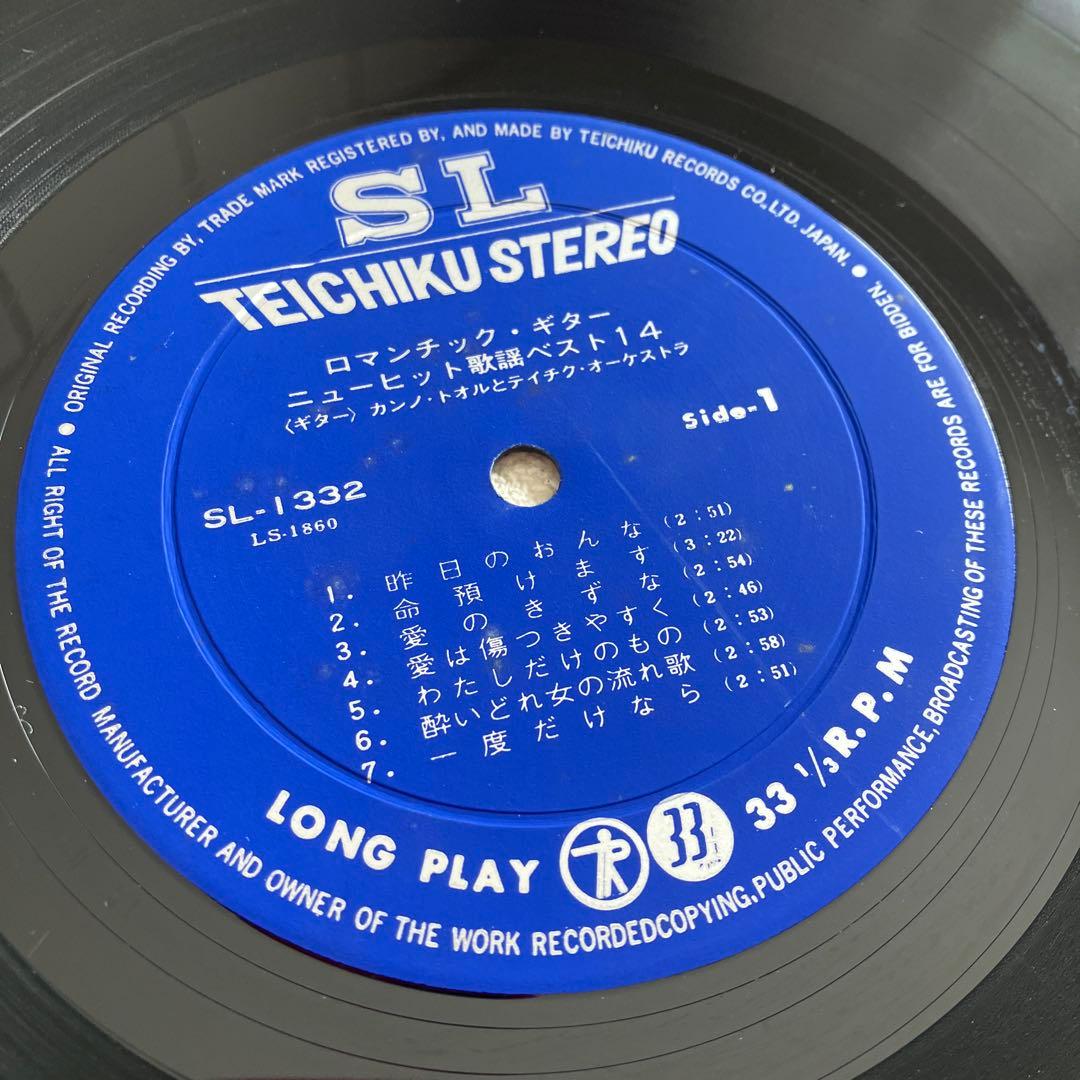 ● ORIGINAL RECORDING BY, TRADE MARK REGISTERED BY, AND MADE BY TEICHIKU RECORDS CO., LTD. JAPAN. ●
SL
TEICHIKU STEREO
ロマンチック・ギター
ニューヒット歌謡ベスト14
〈ギター〉カンノ・トオルとテイチク・オーケストラ
Side-1
SL-1332
LS-1860
1. 昨日のおんな (2:51)
2. 命預けます (3:22)
3. 愛のきずな (2:54)
4. 愛は傷つきやすく (2:46)
5. わたしだけのもの (2:53)
6. 酔いどれ女の流れ歌 (2:58)
7. 一度だけなら (2:51)
LONG PLAY
33
33 1/3 R.P.M
ALL RIGHT OF THE RECORD MANUFACTURER AND OWNER OF THE WORK RECORDEDCOPYING, PUBLIC PERFORMANCE, BROADCASTING OF THESE RECORDS ARE FOR BIDDEN.